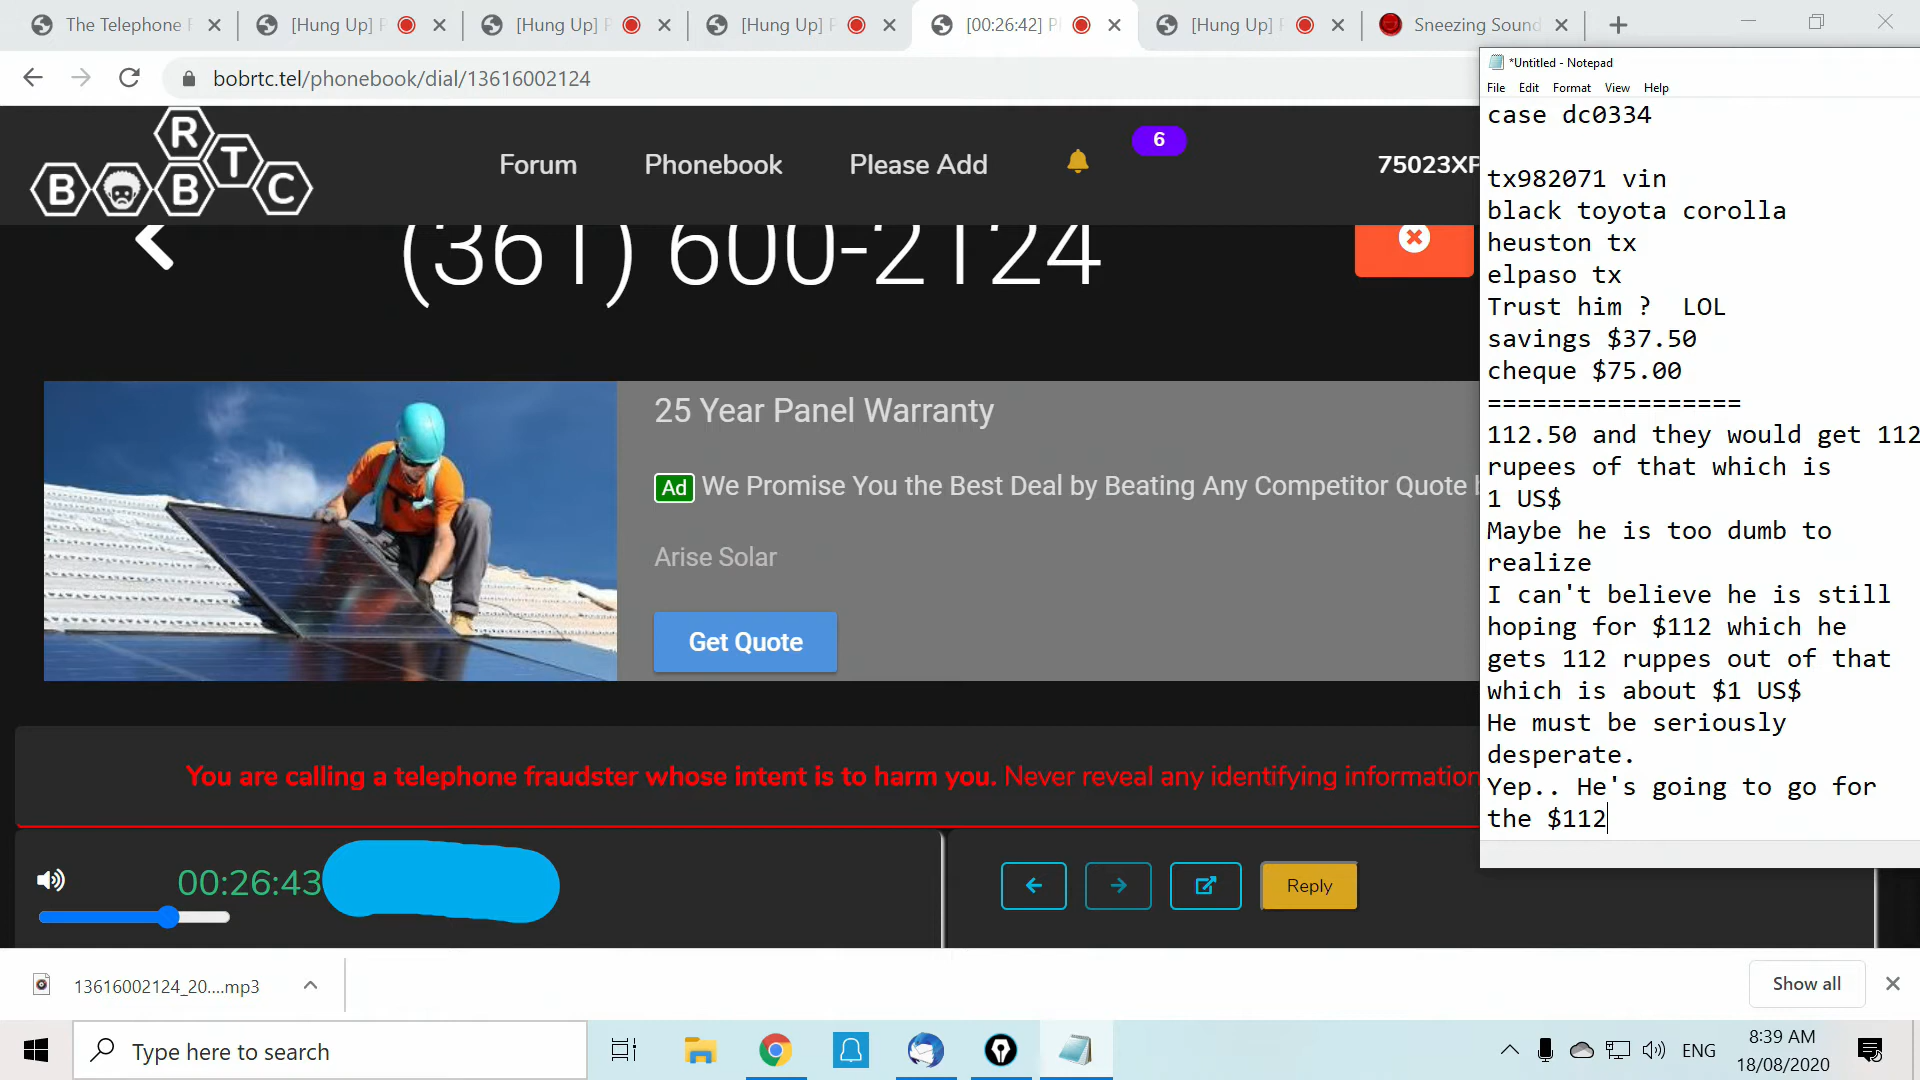 The Telephone
[Hung Up]
[Hung Up]
[Hung Up]
[00:26:42]
[Hung Up]
Sneezing Sound
bobrtc.tel/phonebook/dial/13616002124
*Untitled - Notepad
File Edit Format View Help
R
B B T C
Forum
Phonebook
Please Add
6
75023XP
(361) 600-2124
25 Year Panel Warranty
Ad We Promise You the Best Deal by Beating Any Competitor Quote
Arise Solar
Get Quote
You are calling a telephone fraudster whose intent is to harm you. Never reveal any identifying information
00:26:43
Reply
case dc0334
tx982071 vin
black toyota corolla
heuston tx
elpaso tx
Trust him ?  LOL
savings $37.50
cheque $75.00
=================
112.50 and they would get 112
rupees of that which is
1 US$
Maybe he is too dumb to
realize
I can't believe he is still
hoping for $112 which he
gets 112 ruppes out of that
which is about $1 US$
He must be seriously
desperate.
Yep.. He's going to go for
the $112
13616002124_20....mp3
Show all
Type here to search
ENG
8:39 AM
18/08/2020